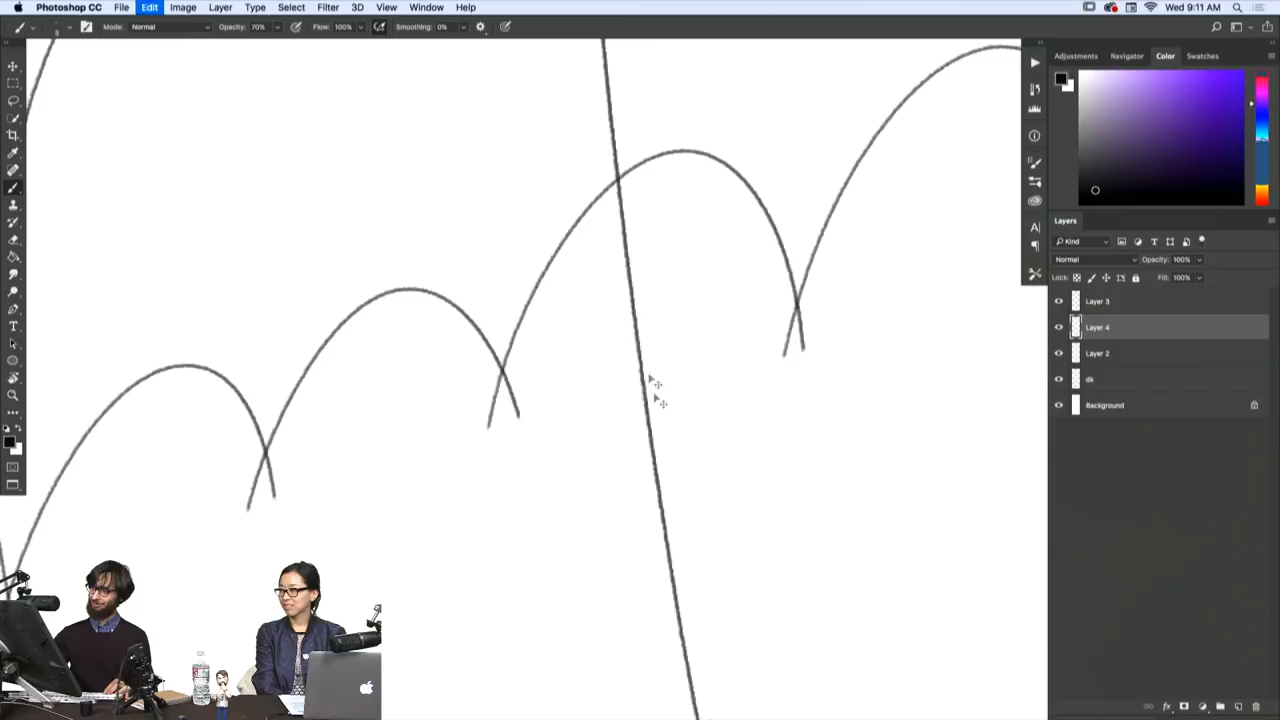 Photoshop CC File Edit Image Layer Type Select Filter 3D View Window Help Wed 9:11 AM
5 Mode: Normal Opacity: 70% Flow: 100% Smoothing: 0%
Adjustments Navigator Color Swatches
Layers
Kind
Normal Opacity: 100%
Lock: Fill: 100%
Layer 3
Layer 4
Layer 2
dk
Background